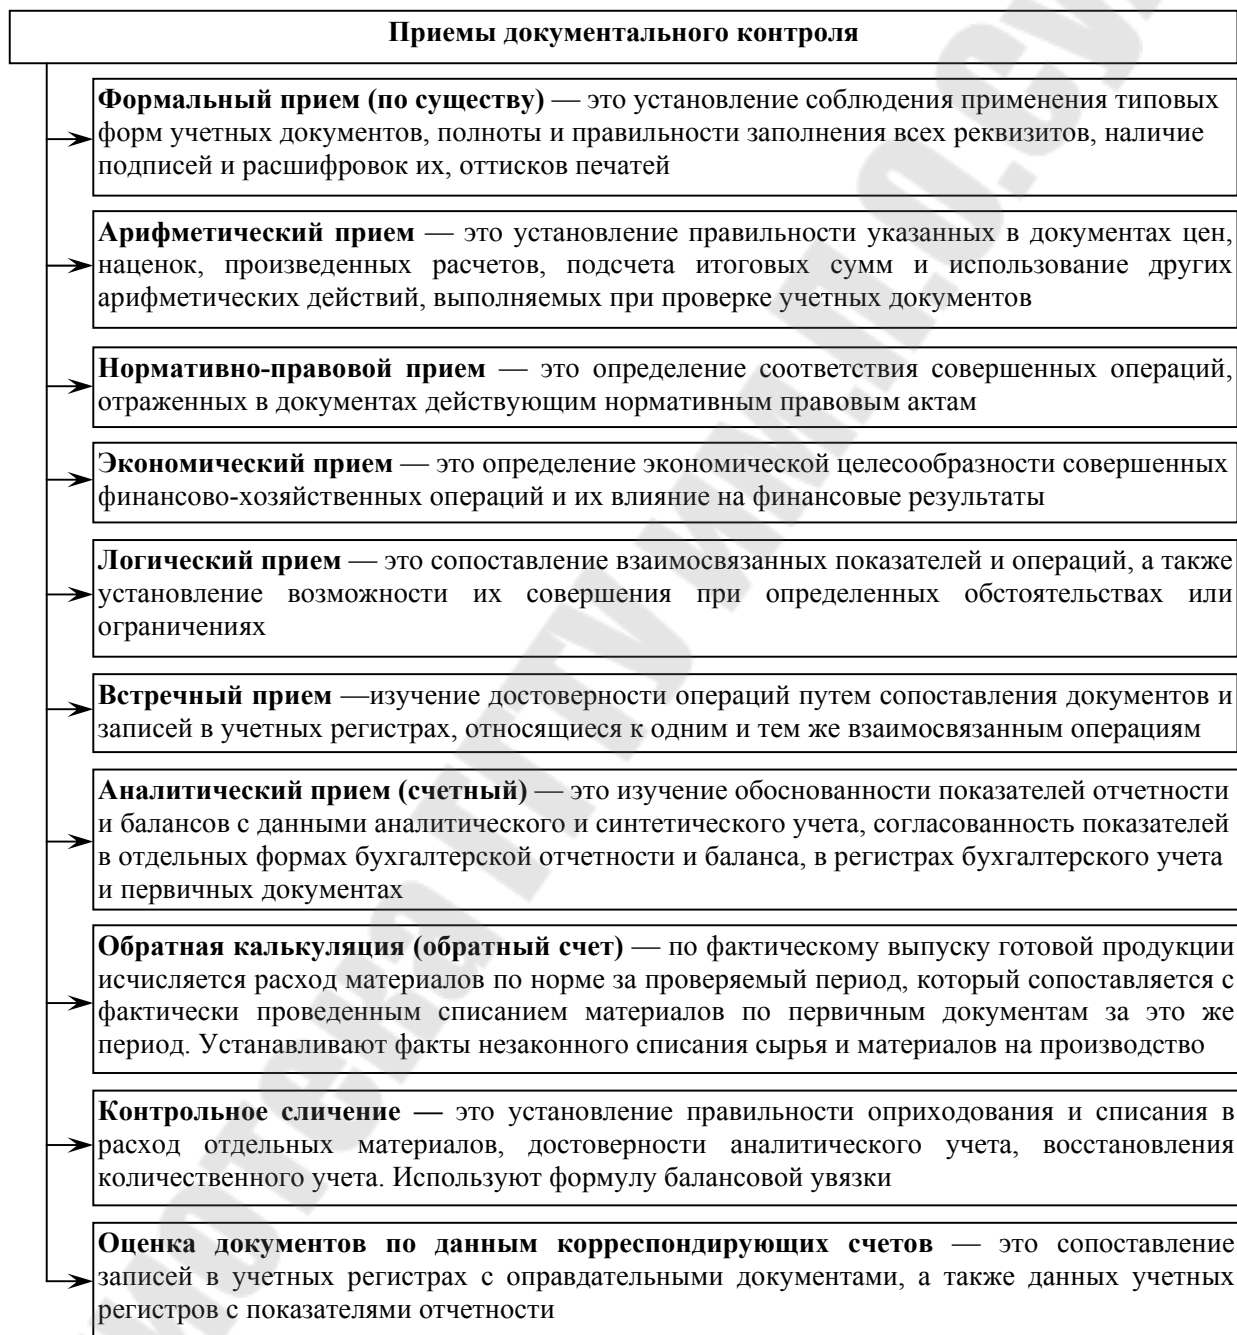 Приемы документального контроля
Формальный прием (по существу) — это установление соблюдения применения типовых
форм учетных документов, полноты и правильности заполнения всех реквизитов, наличие
подписей и расшифровок их, оттисков печатей
Арифметический прием — это установление правильности указанных в документах цен,
наценок, произведенных расчетов, подсчета итоговых сумм и использование других
арифметических действий, выполняемых при проверке учетных документов
Нормативно-правовой прием — это определение соответствия совершенных операций,
отраженных в документах действующим нормативным правовым актам
Экономический прием — это определение экономической целесообразности совершенных
финансово-хозяйственных операций и их влияние на финансовые результаты
Логический прием — это сопоставление взаимосвязанных показателей и операций, а также
установление возможности их совершения при определенных обстоятельствах или
ограничениях
Встречный прием —изучение достоверности операций путем сопоставления документов и
записей в учетных регистрах, относящиеся к одним и тем же взаимосвязанным операциям
Аналитический прием (счетный) — это изучение обоснованности показателей отчетности
и балансов с данными аналитического и синтетического учета, согласованность показателей
в отдельных формах бухгалтерской отчетности и баланса, в регистрах бухгалтерского учета
и первичных документах
Обратная калькуляция (обратный счет) — по фактическому выпуску готовой продукции
исчисляется расход материалов по норме за проверяемый период, который сопоставляется с
фактически проведенным списанием материалов по первичным документам за это же
период. Устанавливают факты незаконного списания сырья и материалов на производство
Контрольное сличение — это установление правильности оприходования и списания в
расход отдельных материалов, достоверности аналитического учета, восстановления
количественного учета. Используют формулу балансовой увязки
Оценка документов по данным корреспондирующих счетов — это сопоставление
записей в учетных регистрах с оправдательными документами, а также данных учетных
регистров с показателями отчетности
ГГТУ им. П.О.